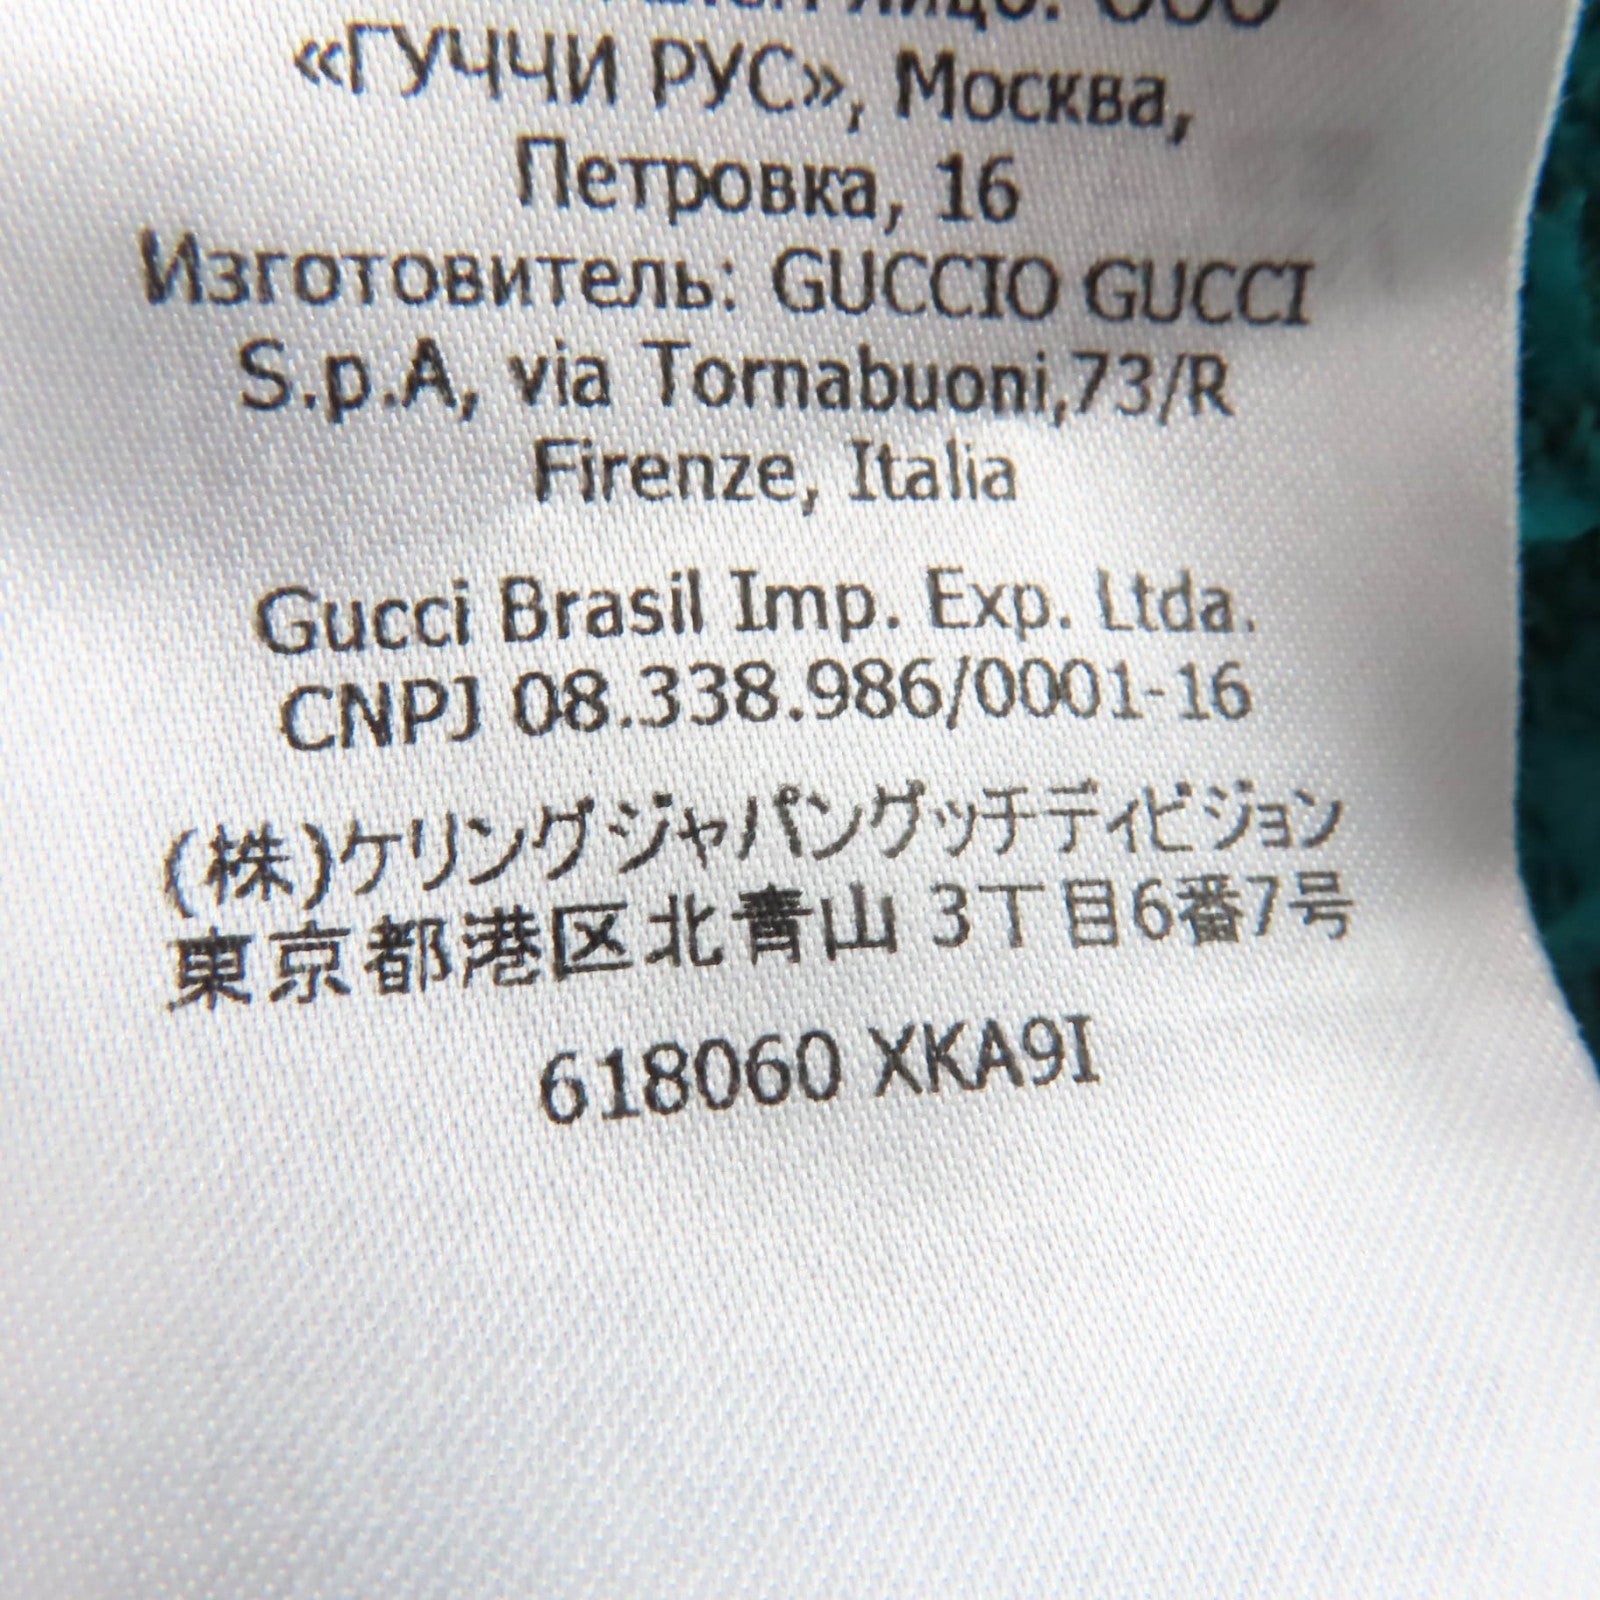 лицо: ООО
«ГУЧЧИ РУС», Москва,
Петровка, 16
Изготовитель: GUCCIO GUCCI
S.p.A, via Tornabuoni,73/R
Firenze, Italia
Gucci Brasil Imp. Exp. Ltda.
CNPJ 08.338.986/0001-16
(株)ケリングジャパングッチディビジョン
東京都港区北青山 3丁目6番7号
618060 XKA9I